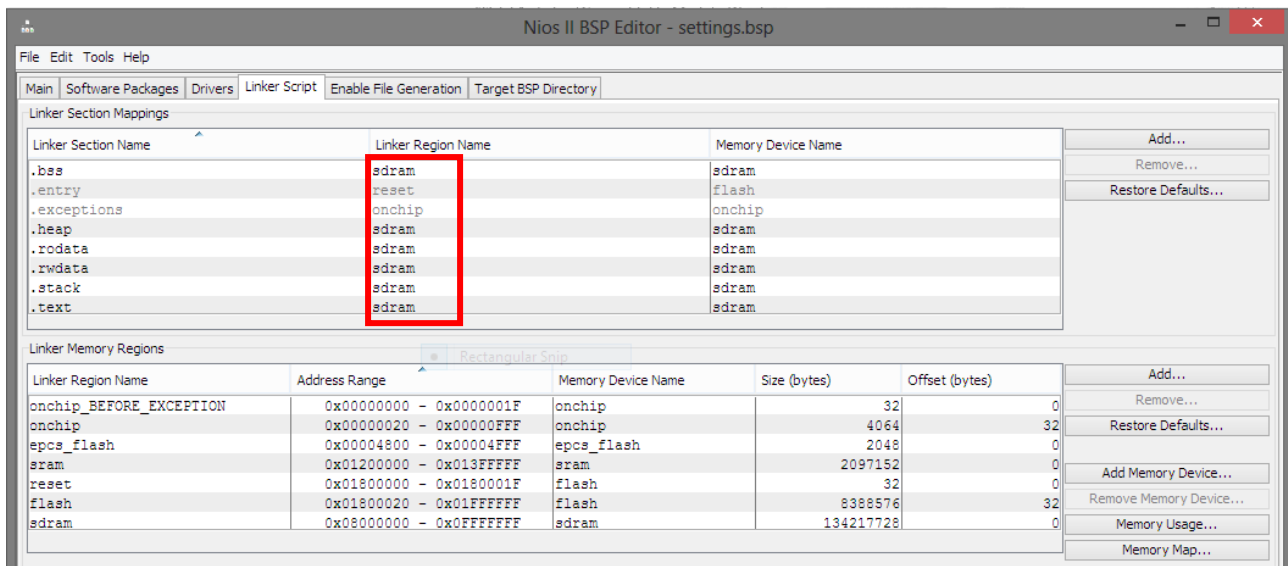 Nios II BSP Editor - settings.bsp
File Edit Tools Help
Main Software Packages Drivers Linker Script Enable File Generation Target BSP Directory
Linker Section Mappings
Linker Section Name Linker Region Name Memory Device Name Add...
.bss sdram sdram Remove...
.entry reset flash Restore Defaults...
.exceptions onchip onchip
.heap sdram sdram
.rodata sdram sdram
.rwdata sdram sdram
.stack sdram sdram
.text sdram sdram
Linker Memory Regions
Rectangular Snip
Linker Region Name Address Range Memory Device Name Size (bytes) Offset (bytes) Add...
onchip_BEFORE_EXCEPTION 0x00000000 - 0x0000001F onchip 32 0 Remove...
onchip 0x00000020 - 0x00000FFF onchip 4064 32 Restore Defaults...
epcs_flash 0x00004800 - 0x00004FFF epcs_flash 2048 0
sram 0x01200000 - 0x013FFFFF sram 2097152 0 Add Memory Device...
reset 0x01800000 - 0x0180001F flash 32 0
flash 0x01800020 - 0x01FFFFFF flash 8388576 32 Remove Memory Device...
sdram 0x08000000 - 0x0FFFFFFF sdram 134217728 0 Memory Usage...
Memory Map...